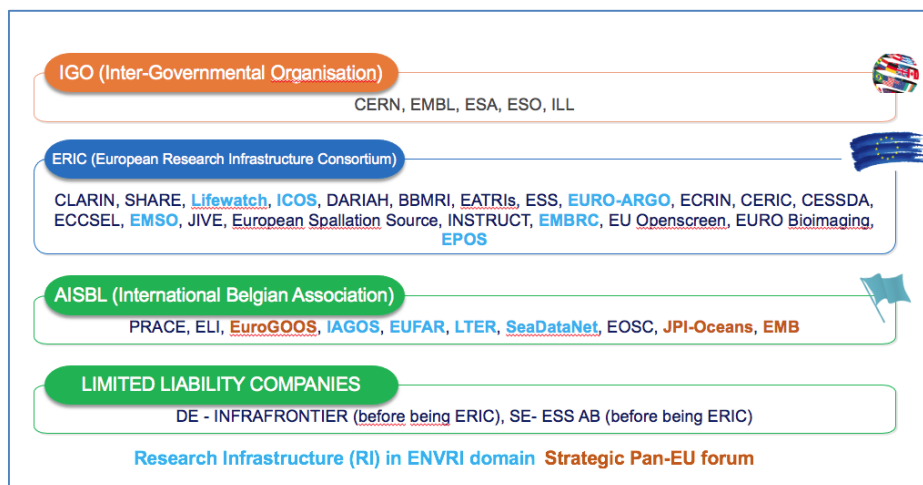 IGO (Inter-Governmental Organisation)
CERN, EMBL, ESA, ESO, ILL
ERIC (European Research Infrastructure Consortium)
CLARIN, SHARE, Lifewatch, ICOS, DARIAH, BBMRI, EATRIs, ESS, EURO-ARGO, ECRIN, CERIC, CESSDA,
ECCSEL, EMSO, JIVE, European Spallation Source, INSTRUCT, EMBRC, EU Openscreen, EURO Bioimaging,
EPOS
AISBL (International Belgian Association)
PRACE, ELI, EuroGOOS, IAGOS, EUFAR, LTER, SeaDataNet, EOSC, JPI-Oceans, EMB
LIMITED LIABILITY COMPANIES
DE - INFRAFRONTIER (before being ERIC), SE- ESS AB (before being ERIC)
Research Infrastructure (RI) in ENVRI domain Strategic Pan-EU forum